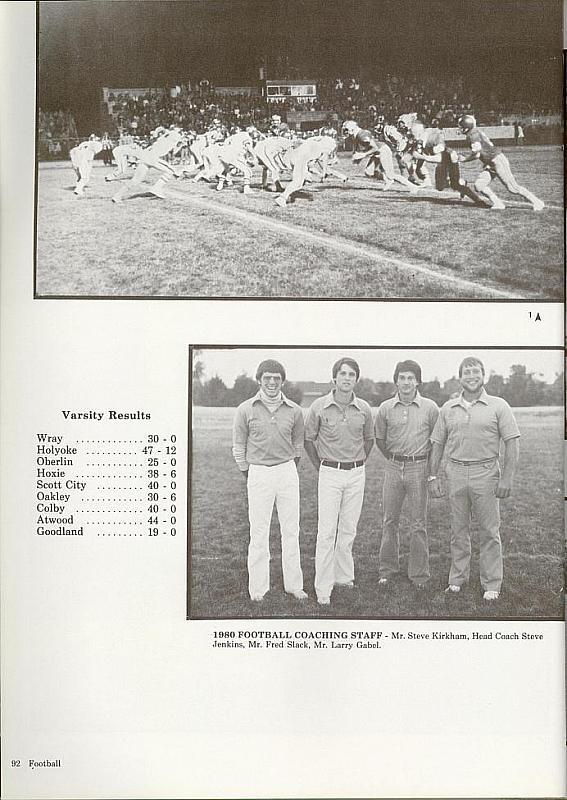 1
Varsity Results
Wray ............ 30 - 0
Holyoke .......... 47 - 12
Oberlin .......... 25 - 0
Hoxie ............ 38 - 6
Scott City ........ 40 - 0
Oakley ........... 30 - 6
Colby ............ 40 - 0
Atwood .......... 44 - 0
Goodland ......... 19 - 0
1980 FOOTBALL COACHING STAFF - Mr. Steve Kirkham, Head Coach Steve
Jenkins, Mr. Fred Slack, Mr. Larry Gabel.
92 Football